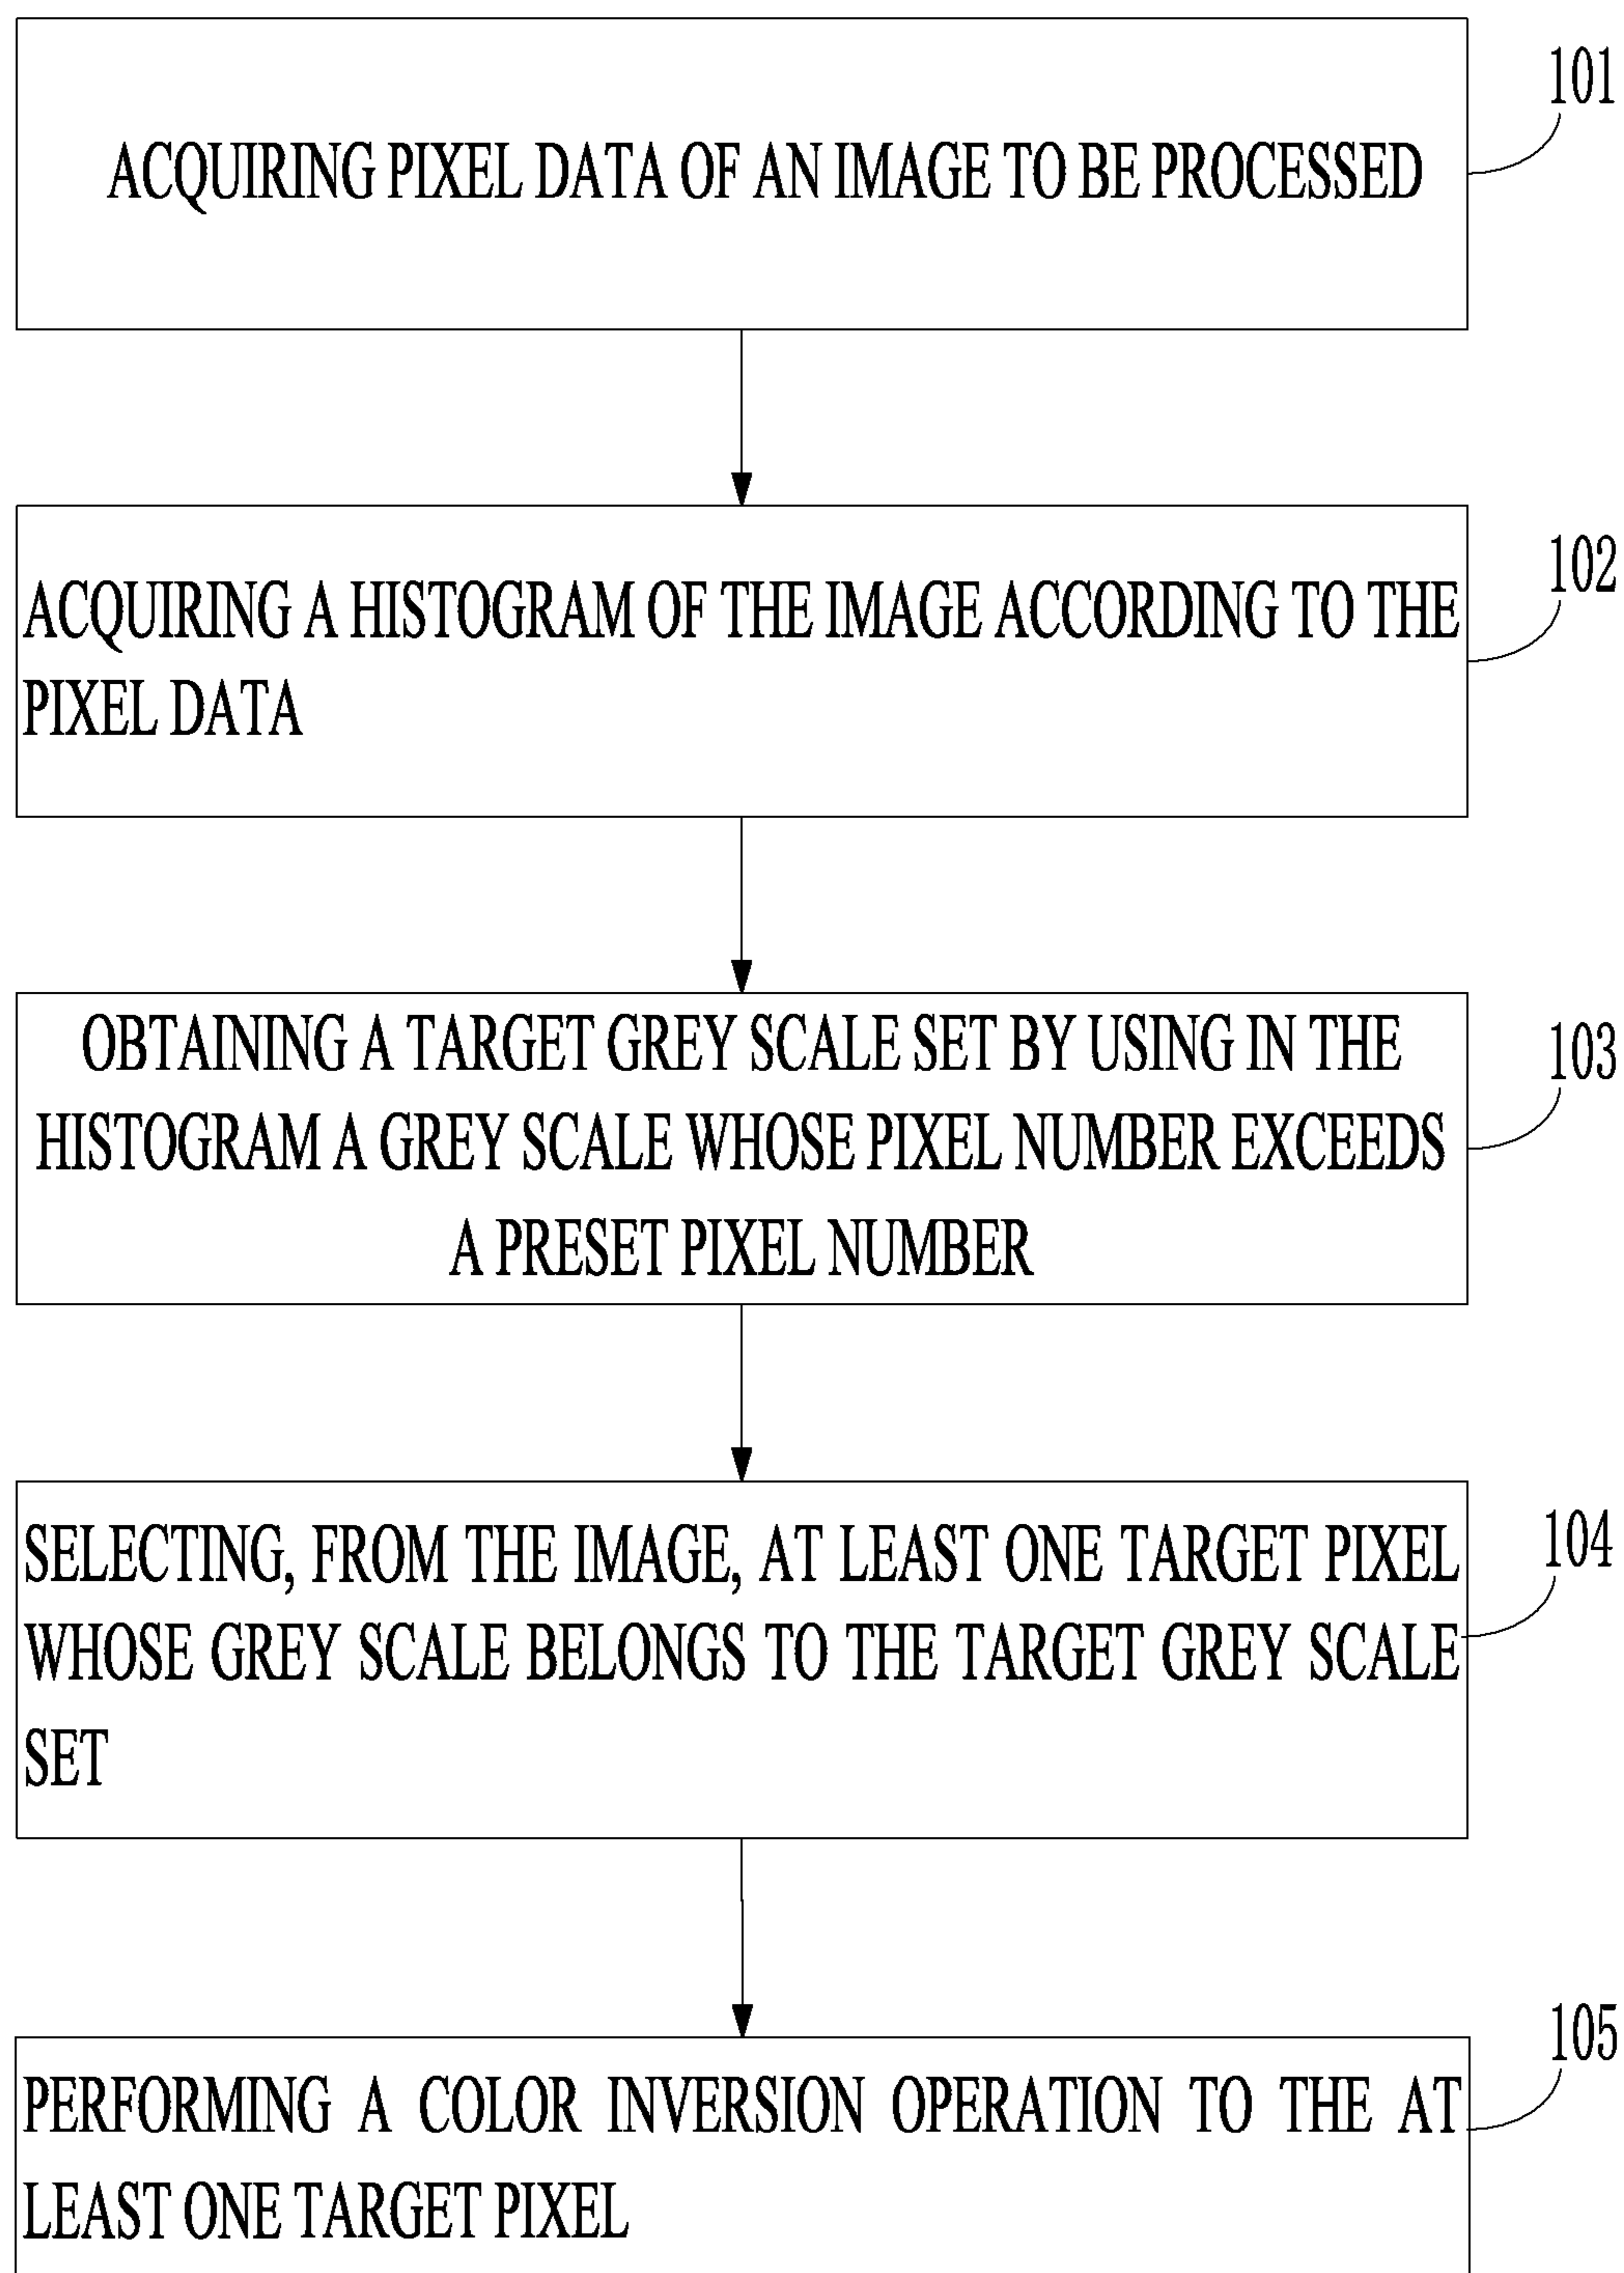 101
ACQUIRING PIXEL DATA OF AN IMAGE TO BE PROCESSED
102
ACQUIRING A HISTOGRAM OF THE IMAGE ACCORDING TO THE
PIXEL DATA
103
OBTAINING A TARGET GREY SCALE SET BY USING IN THE
HISTOGRAM A GREY SCALE WHOSE PIXEL NUMBER EXCEEDS
A PRESET PIXEL NUMBER
104
SELECTING, FROM THE IMAGE, AT LEAST ONE TARGET PIXEL
WHOSE GREY SCALE BELONGS TO THE TARGET GREY SCALE
SET
105
PERFORMING A COLOR INVERSION OPERATION TO THE AT
LEAST ONE TARGET PIXEL